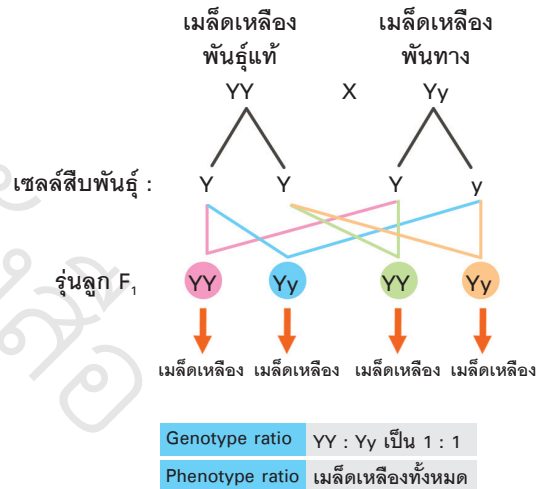 เมล็ดเหลือง เมล็ดเหลือง
พันธุ์แท้ พันทาง
YY X Yy
เซลล์สืบพันธุ์ : Y Y Y y
รุ่นลูก F₁ YY Yy YY Yy
เมล็ดเหลือง เมล็ดเหลือง เมล็ดเหลือง เมล็ดเหลือง
Genotype ratio YY : Yy เป็น 1 : 1
Phenotype ratio เมล็ดเหลืองทั้งหมด